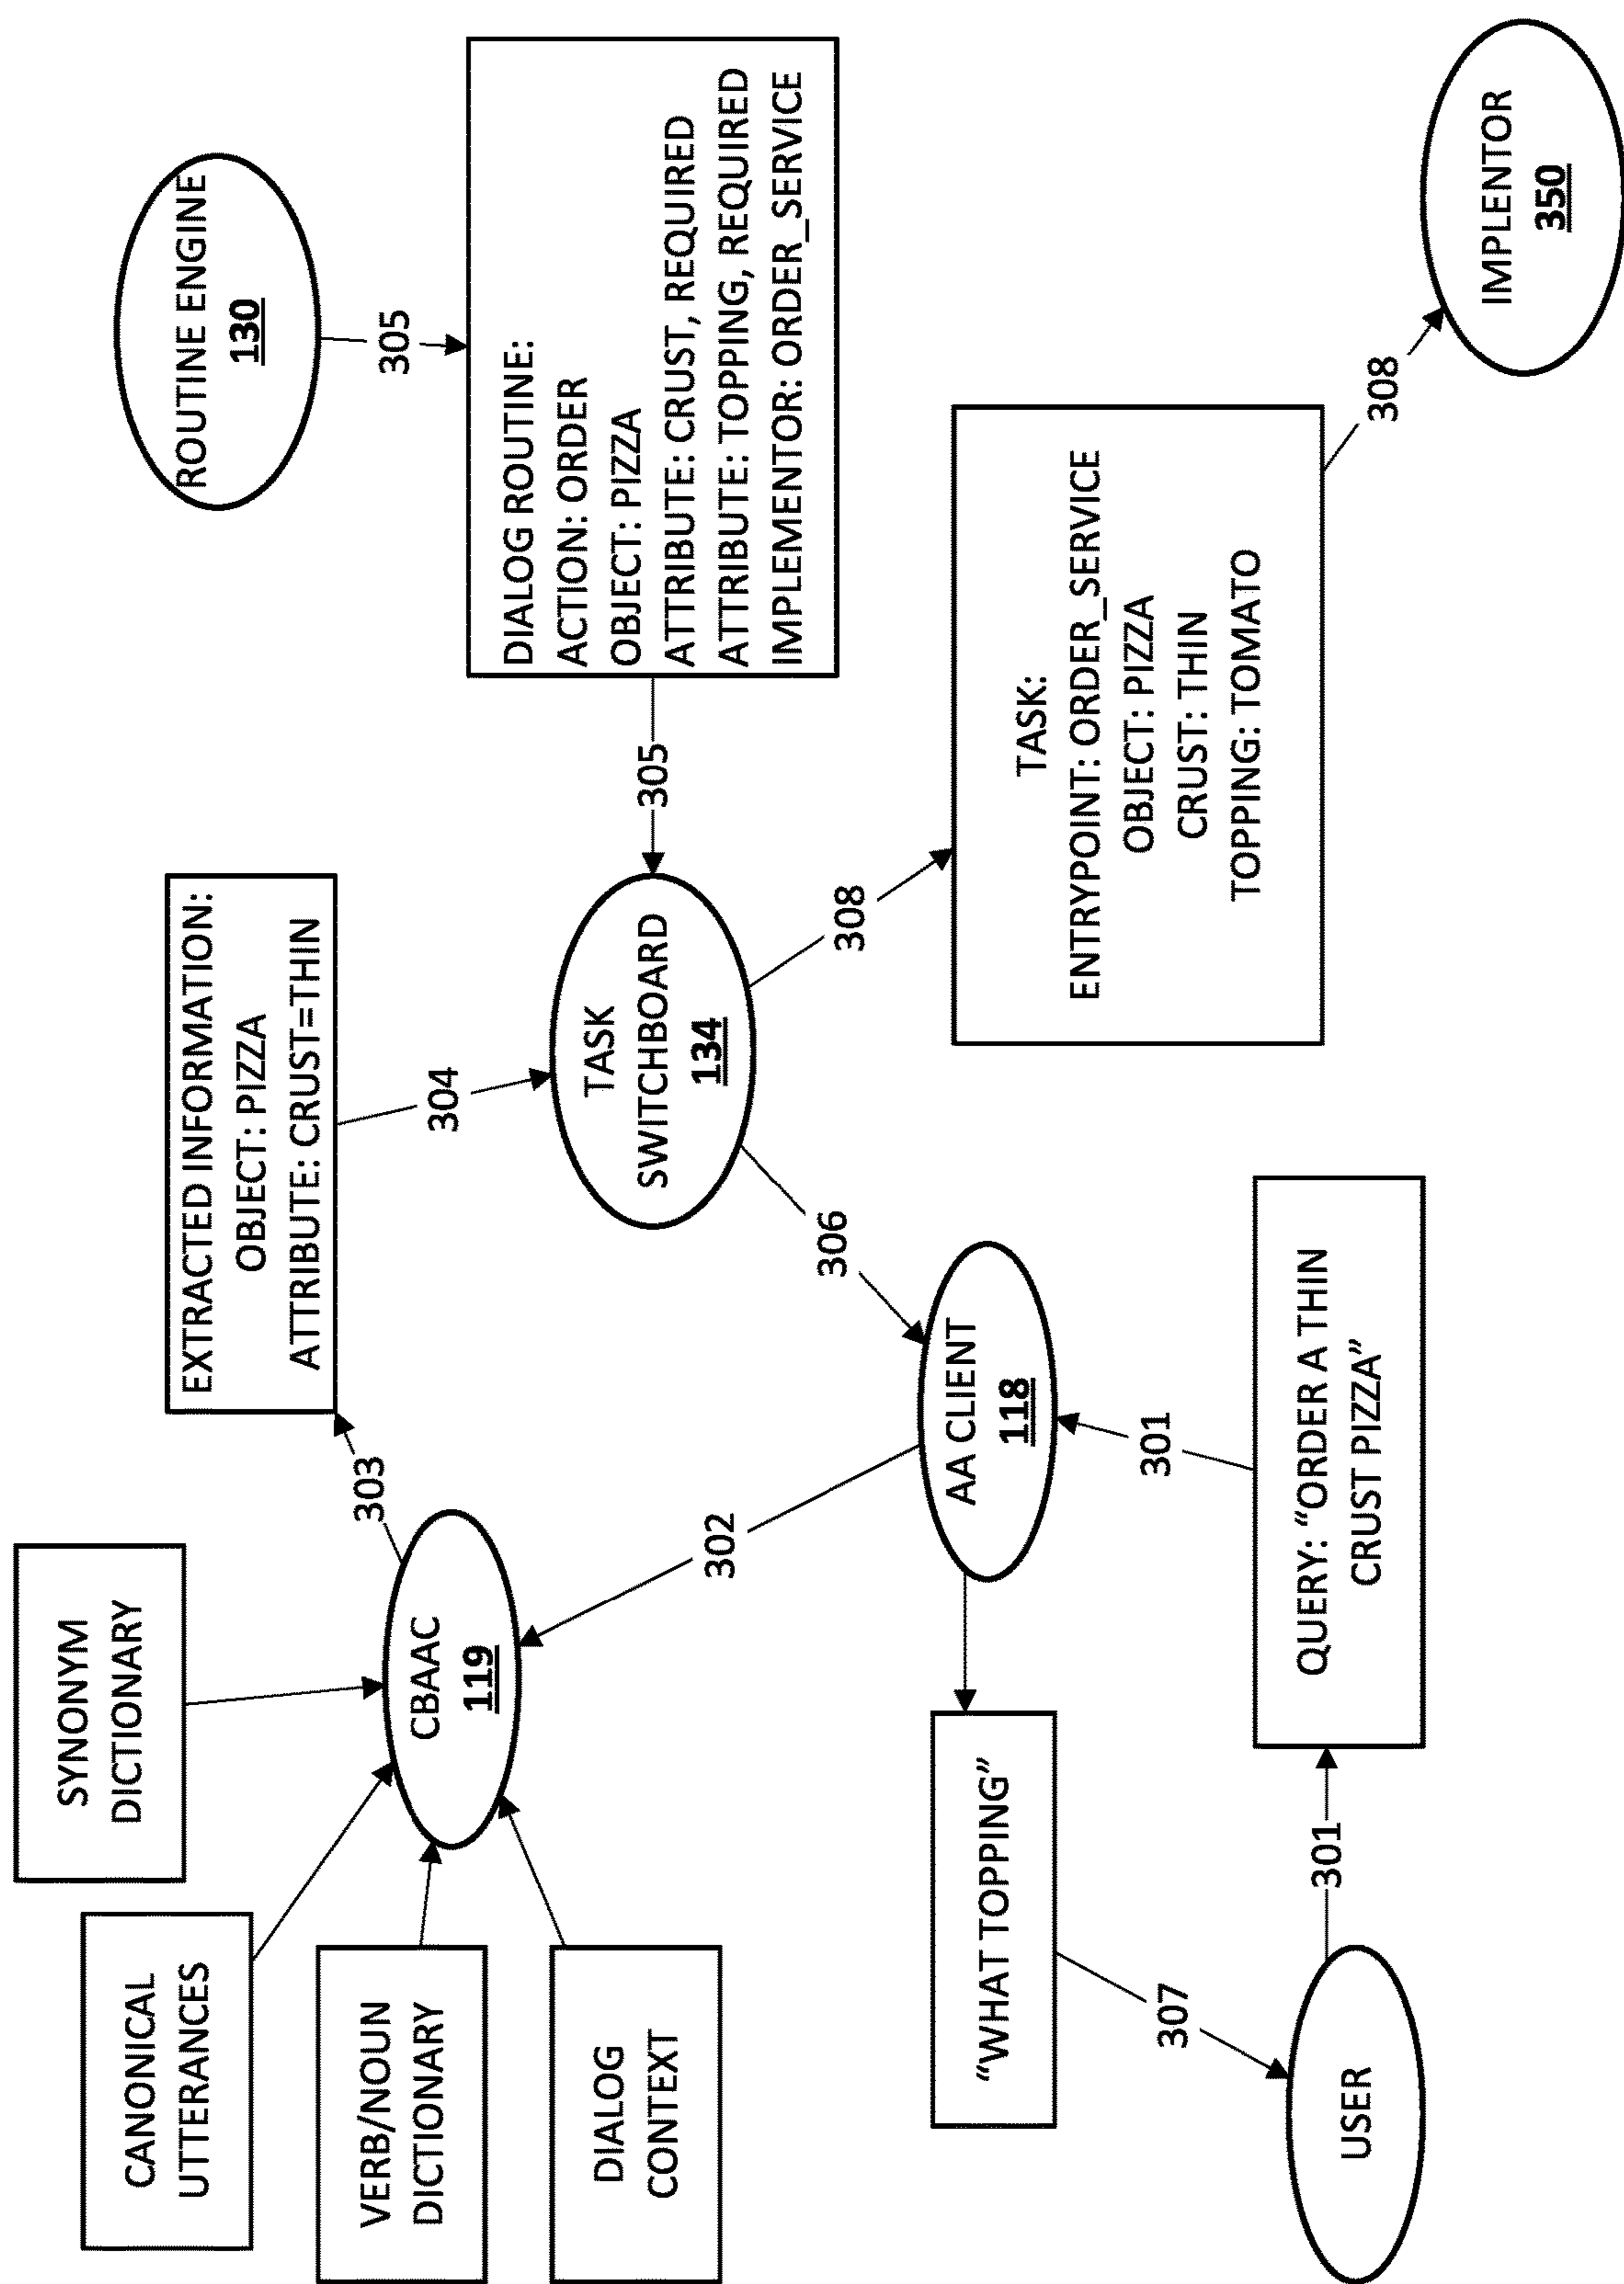 SYNONYM
DICTIONARY
CANONICAL
UTTERANCES
VERB/NOUN
DICTIONARY
DIALOG
CONTEXT
CBAAC
119
303
EXTRACTED INFORMATION:
OBJECT: PIZZA
ATTRIBUTE: CRUST=THIN
304
ROUTINE ENGINE
130
305
DIALOG ROUTINE:
ACTION: ORDER
OBJECT: PIZZA
ATTRIBUTE: CRUST, REQUIRED
ATTRIBUTE: TOPPING, REQUIRED
IMPLEMENTOR: ORDER_SERVICE
305
TASK
SWITCHBOARD
134
302
306
308
"WHAT TOPPING"
AA CLIENT
118
TASK:
ENTRYPOINT: ORDER_SERVICE
OBJECT: PIZZA
CRUST: THIN
TOPPING: TOMATO
307
301
308
USER
301
QUERY: “ORDER A THIN
CRUST PIZZA”
IMPLENTOR
350